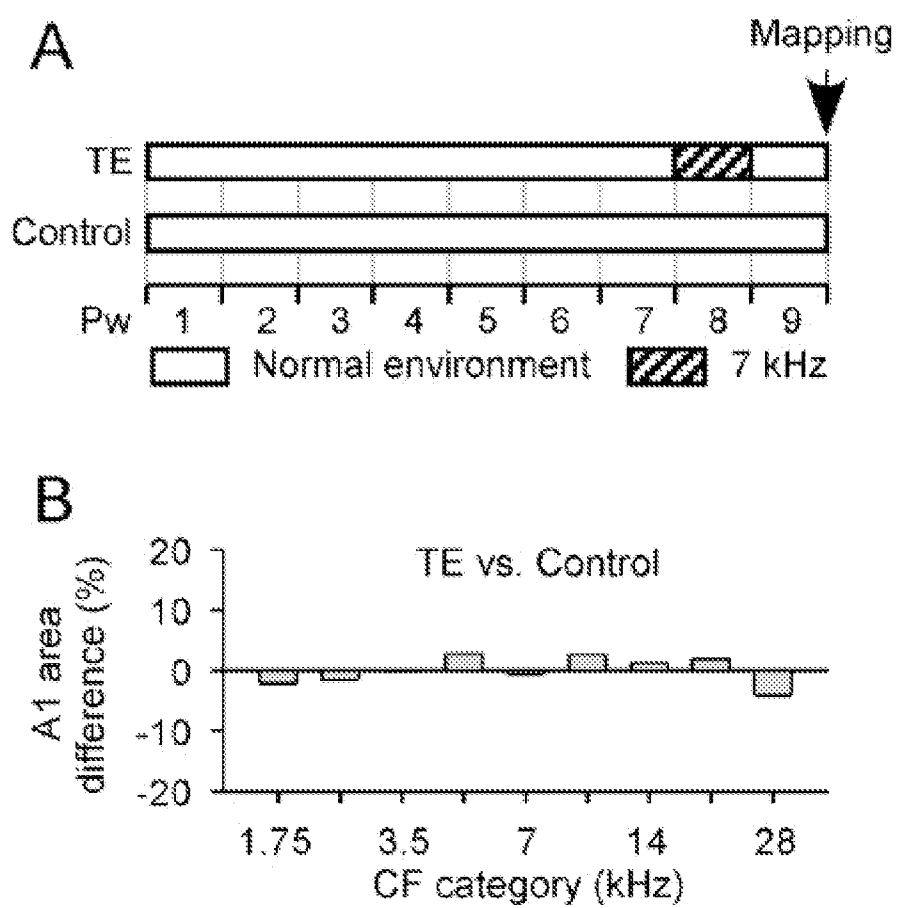 A
Mapping
TE
Control
Pw 1 2 3 4 5 6 7 8 9
Normal environment 7 kHz
B
TE vs. Control
A1 area
difference (%)
20
10
0
-10
-20
1.75 3.5 7 14 28
CF category (kHz)